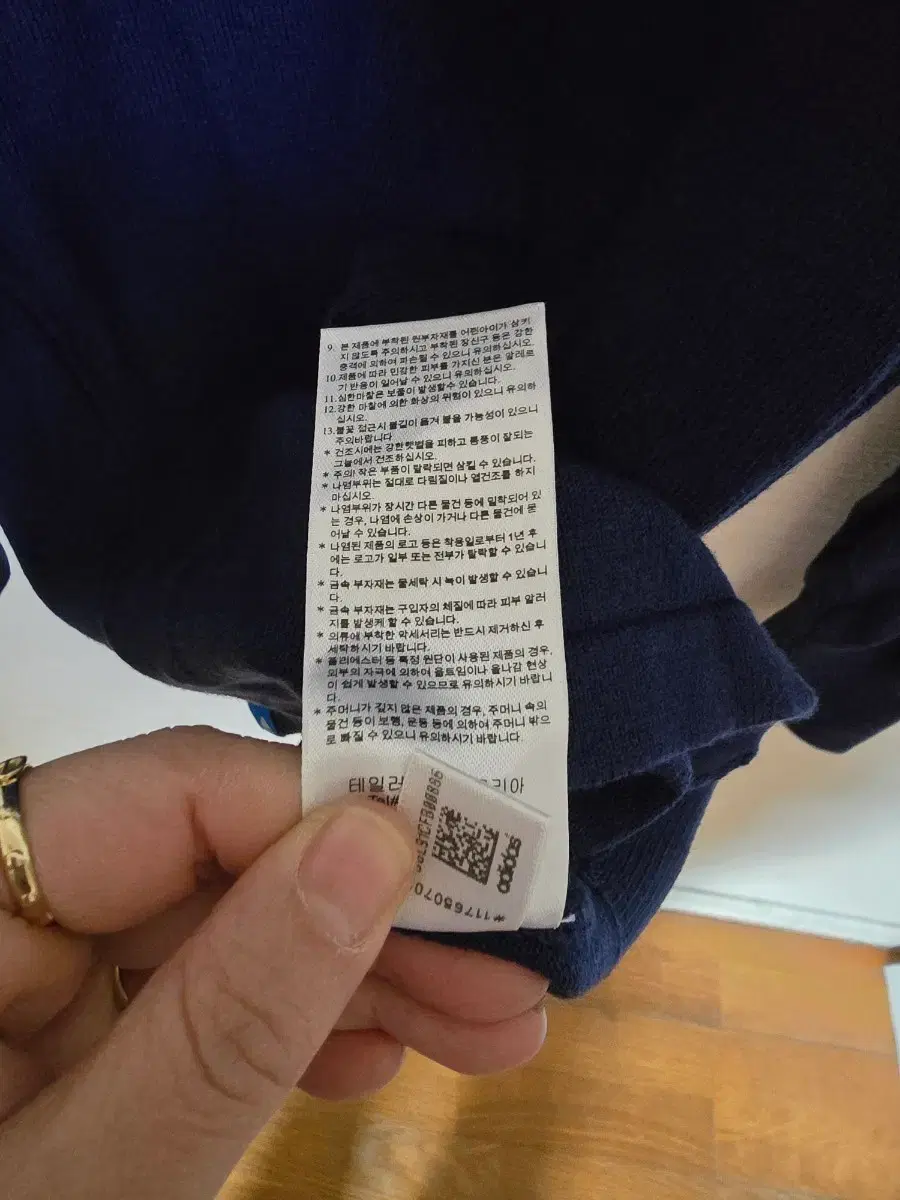 9. 본 제품에 부착된 원부자재를 어린아이가 삼키
지 않도록 주의하시고 부착된 장신구 등은 강한
충격에 의하여 파손될 수 있으니 유의하십시오.
10. 제품에 따라 민감한 피부를 가지신 분은 알레르
기 반응이 일어날 수 있으니 유의하십시오.
11. 심한마찰은 보풀이 발생할수 있습니다.
12. 강한 마찰에 의한 화상의 위험이 있으니 유의하
십시오.
13. 불꽃 접근시 불길이 옮겨 붙을 가능성이 있으니
주의바랍니다
* 건조시에는 강한햇볕을 피하고 통풍이 잘되는
그늘에서 건조하십시오.
* 주의! 작은 부품이 탈락되면 삼킬 수 있습니다.
* 나염부위는 절대로 다림질이나 열건조를 하지
마십시오.
* 나염부위가 장시간 다른 물건 등에 밀착되어 있
는 경우, 나염에 손상이 가거나 다른 물건에 묻
어날 수 있습니다.
* 나염된 제품의 로고 등은 착용일로부터 1년 후
에는 로고가 일부 또는 전부가 탈락할 수 있습니
다.
* 금속 부자재는 물세탁 시 녹이 발생할 수 있습니
다.
* 금속 부자재는 구입자의 체질에 따라 피부 알러
지를 발생케 할 수 있습니다.
* 의류에 부착한 악세서리는 반드시 제거하신 후
세탁하시기 바랍니다.
* 폴리에스터 등 특정 원단이 사용된 제품의 경우,
외부의 자극에 의하여 올트임이나 올나감 현상
이 쉽게 발생할 수 있으므로 유의하시기 바랍니
다.
* 주머니가 깊지 않은 제품의 경우, 주머니 속의
물건 등이 보행, 운동 등에 의하여 주머니 밖으
로 빠질 수 있으니 유의하시기 바랍니다.
테일러
리아
Tel#
adidas
#11765070